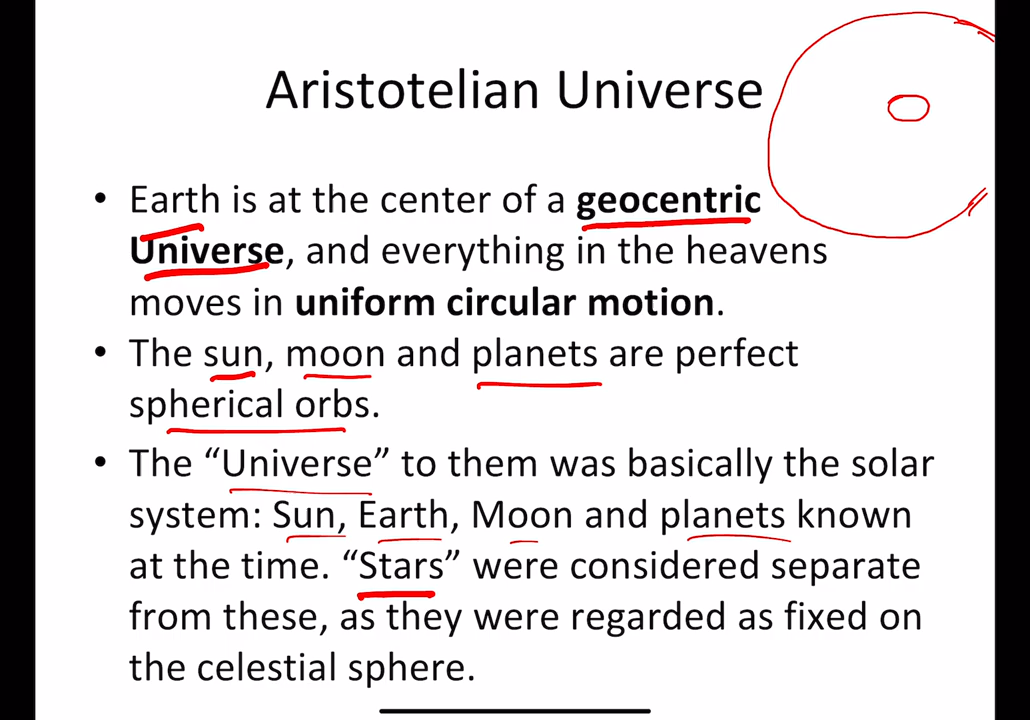 Aristotelian Universe
• Earth is at the center of a geocentric
Universe, and everything in the heavens
moves in uniform circular motion.
• The sun, moon and planets are perfect
spherical orbs.
• The “Universe” to them was basically the solar
system: Sun, Earth, Moon and planets known
at the time. “Stars” were considered separate
from these, as they were regarded as fixed on
the celestial sphere.